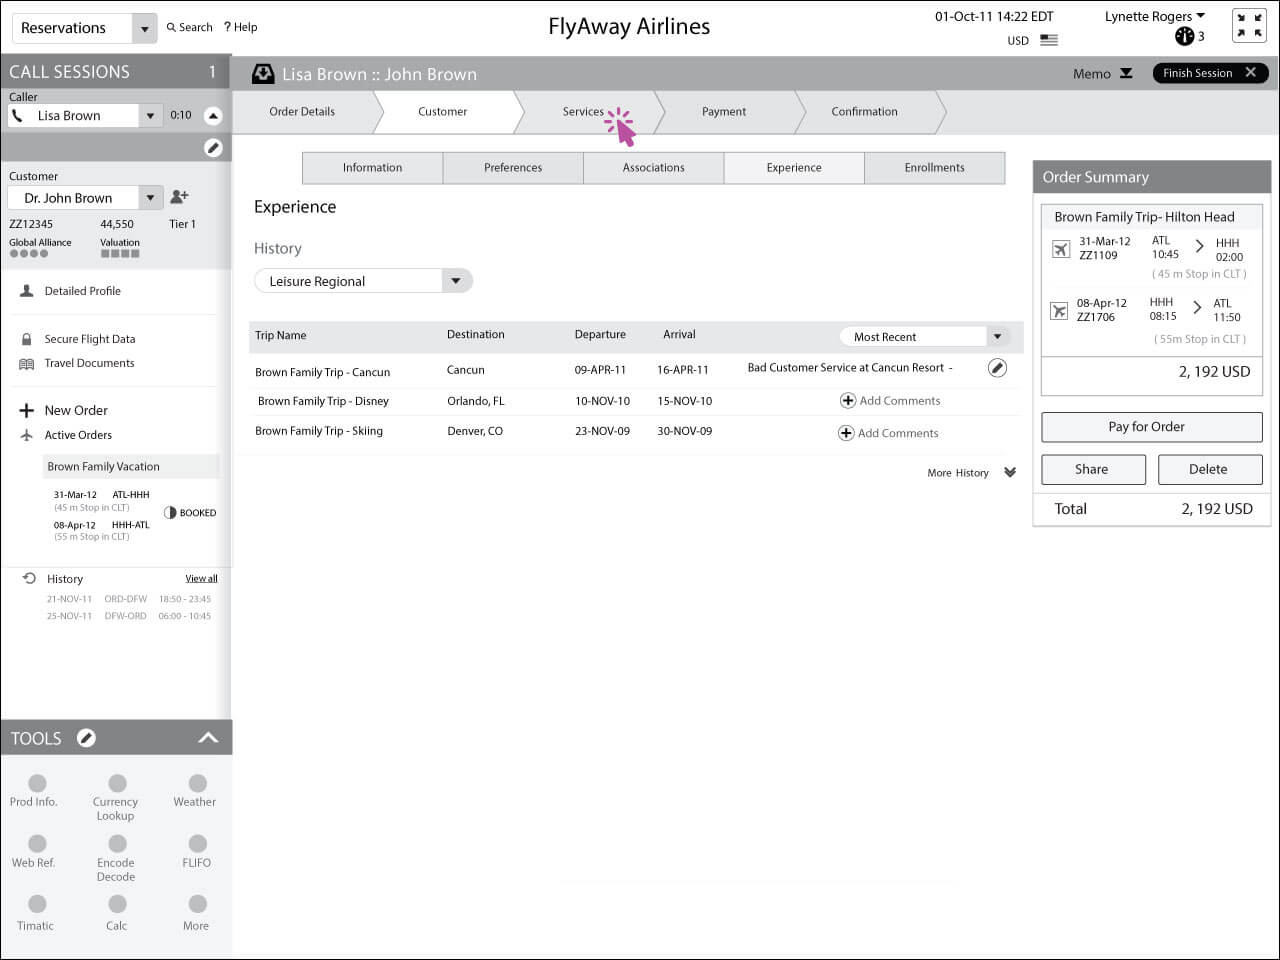 Reservations
Search
? Help
FlyAway Airlines
01-Oct-11 14:22 EDT
USD
Lynette Rogers
3
CALL SESSIONS 1
Caller
Lisa Brown
0:10
Customer
Dr. John Brown
ZZ12345 44,550 Tier 1
Global Alliance Valuation
Detailed Profile
Secure Flight Data
Travel Documents
New Order
Active Orders
Brown Family Vacation
31-Mar-12 ATL-HHH
(45 m Stop in CLT)
BOOKED
08-Apr-12 HHH-ATL
(55 m Stop in CLT)
History View all
21-NOV-11 ORD-DFW 18:50 - 23:45
25-NOV-11 DFW-ORD 06:00 - 10:45
TOOLS
Prod Info.
Currency
Lookup
Weather
Web Ref.
Encode
Decode
FLIFO
Timatic
Calc
More
Lisa Brown :: John Brown
Memo
Finish Session X
Order Details
Customer
Services
Payment
Confirmation
Information
Preferences
Associations
Experience
Enrollments
Experience
History
Leisure Regional
Trip Name Destination Departure Arrival Most Recent
Brown Family Trip - Cancun Cancun 09-APR-11 16-APR-11 Bad Customer Service at Cancun Resort -
Brown Family Trip - Disney Orlando, FL 10-NOV-10 15-NOV-10 Add Comments
Brown Family Trip - Skiing Denver, CO 23-NOV-09 30-NOV-09 Add Comments
More History
Order Summary
Brown Family Trip- Hilton Head
31-Mar-12 ATL HHH
ZZ1109 10:45 02:00
( 45 m Stop in CLT )
08-Apr-12 HHH ATL
ZZ1706 08:15 11:50
( 55m Stop in CLT )
2, 192 USD
Pay for Order
Share
Delete
Total 2, 192 USD